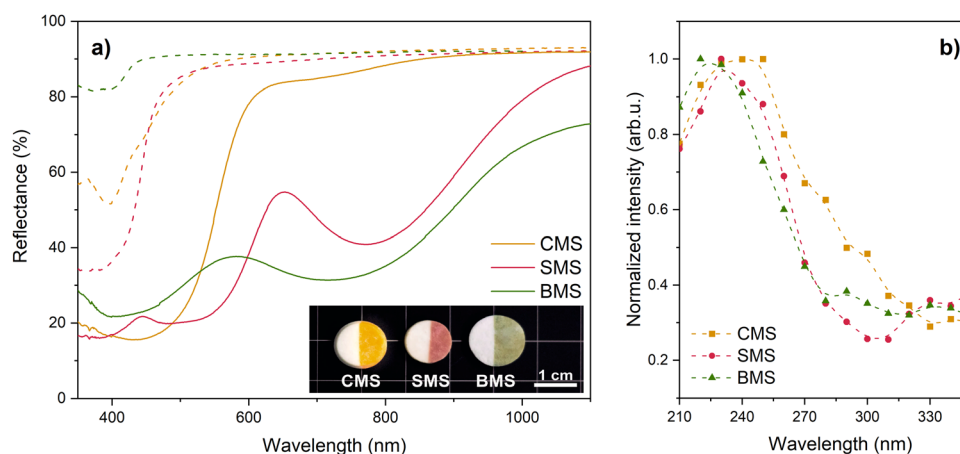 a)
Reflectance (%)
100
80
60
40
20
0
CMS
SMS
BMS
CMS SMS BMS 1 cm
400 600 800 1000
Wavelength (nm)
b)
Normalized intensity (arb.u.)
1.0
0.8
0.6
0.4
0.2
CMS
SMS
BMS
210 240 270 300 330
Wavelength (nm)